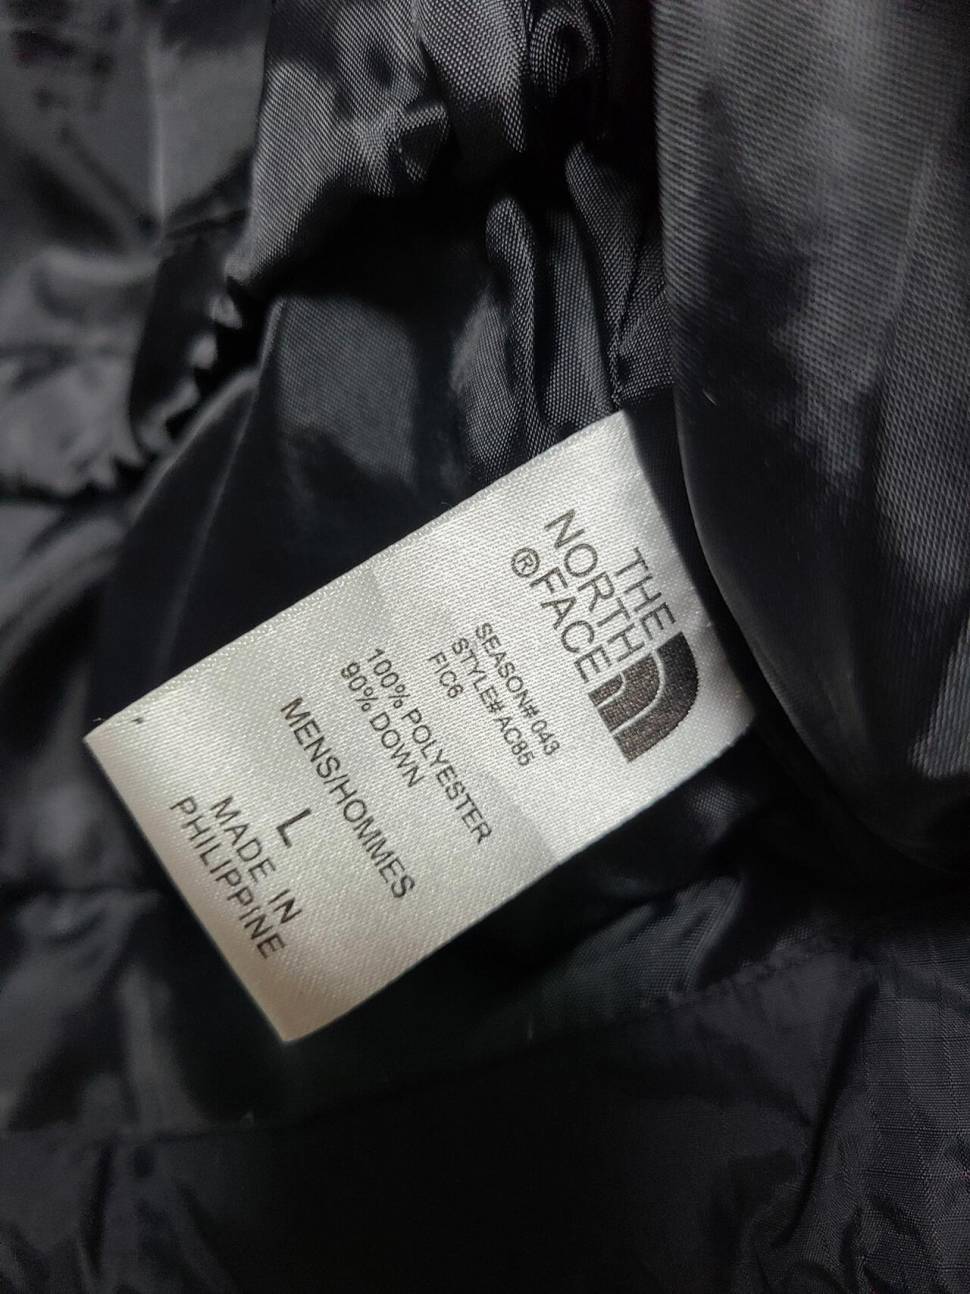 THE
NORTH
®FACE
SEASON# 043
STYLE# AC85
FIC6
100% POLYESTER
90% DOWN
MENS/HOMMES
L
MADE IN
PHILIPPINE